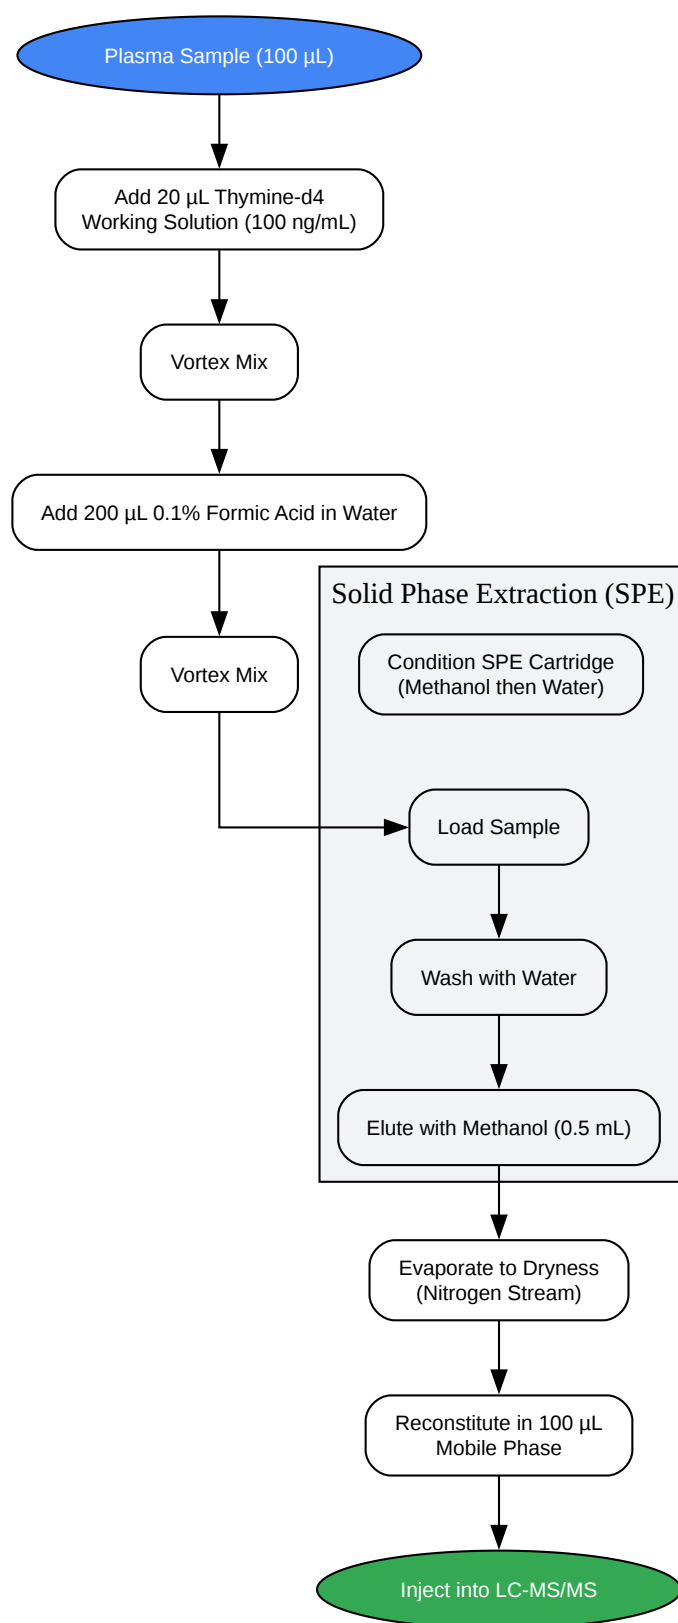 Plasma Sample (100 µL)
Add 20 µL Thymine-d4
Working Solution (100 ng/mL)
Vortex Mix
Add 200 µL 0.1% Formic Acid in Water
Vortex Mix
Solid Phase Extraction (SPE)
Condition SPE Cartridge
(Methanol then Water)
Load Sample
Wash with Water
Elute with Methanol (0.5 mL)
Evaporate to Dryness
(Nitrogen Stream)
Reconstitute in 100 µL
Mobile Phase
Inject into LC-MS/MS